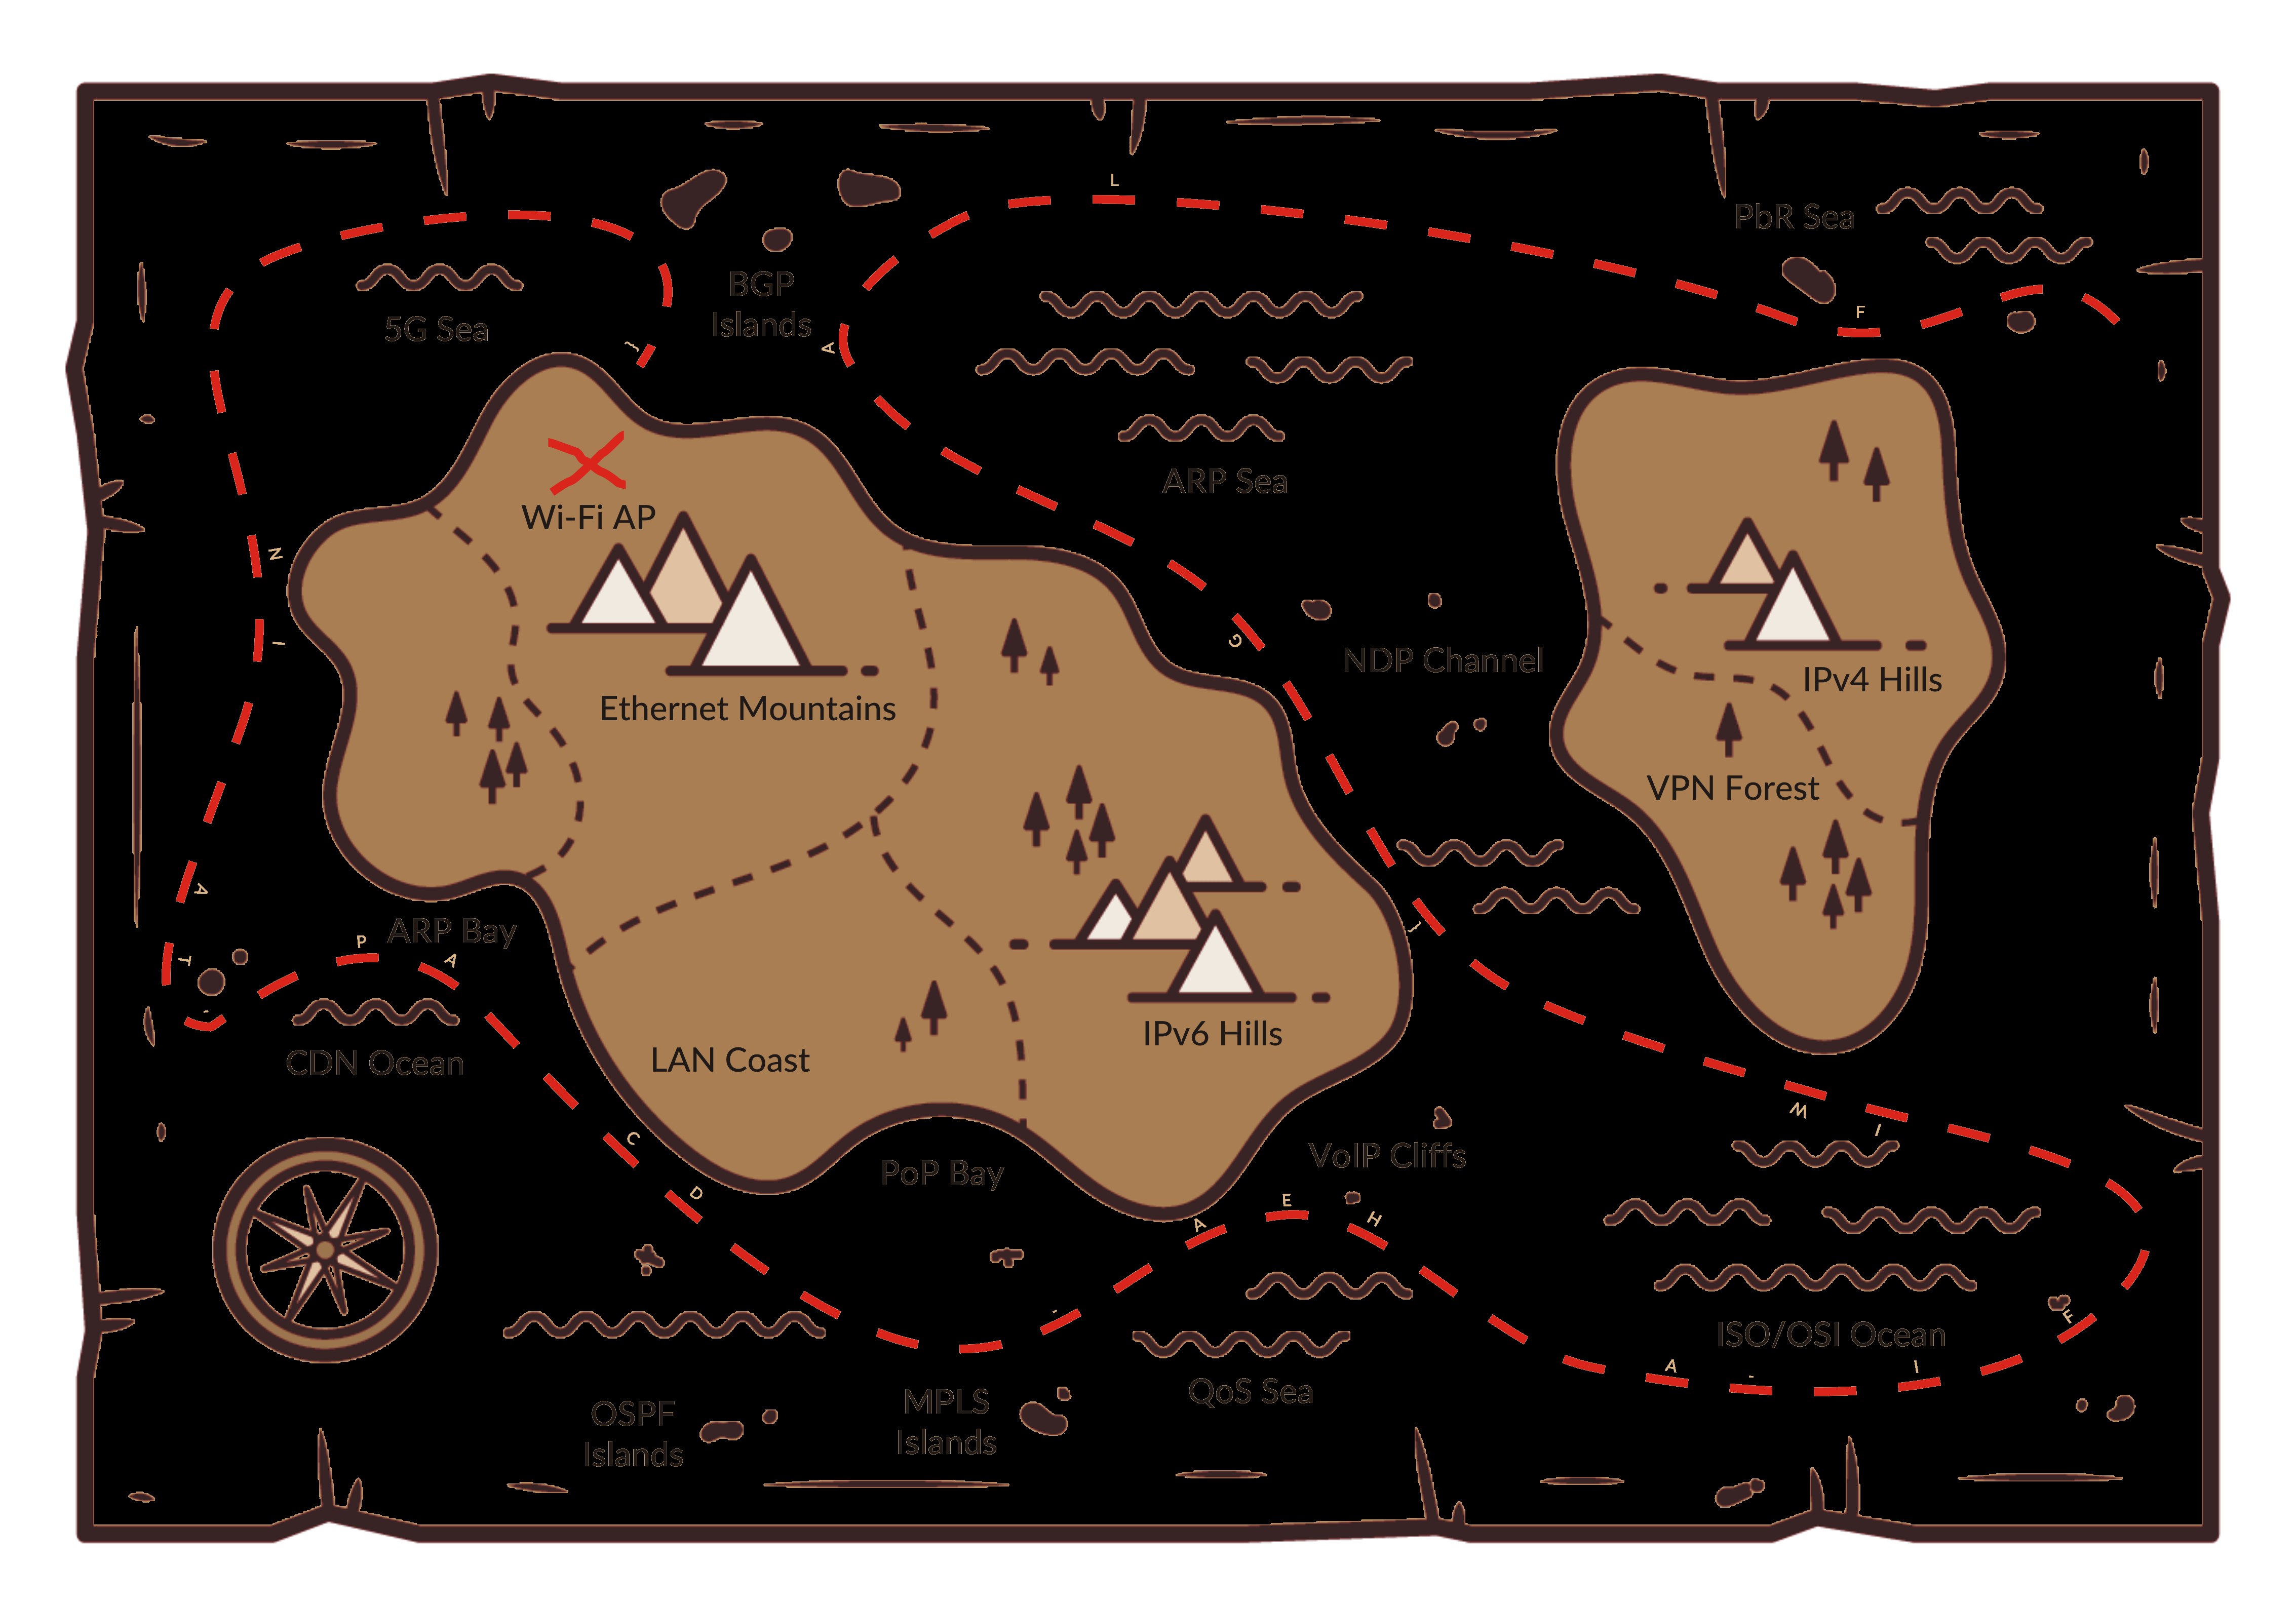 PbR Sea
BGP
Islands
5G Sea
ARP Sea
Wi-Fi AP
NDP Channel
IPv4 Hills
Ethernet Mountains
VPN Forest
ARP Bay
IPv6 Hills
LAN Coast
CDN Ocean
VoIP Cliffs
PoP Bay
ISO/OSI Ocean
QoS Sea
MPLS
Islands
OSPF
Islands
F
L
A
G
{
W
I
F
I
-
A
H
E
A
-
D
C
A
P
-
T
A
I
N
}